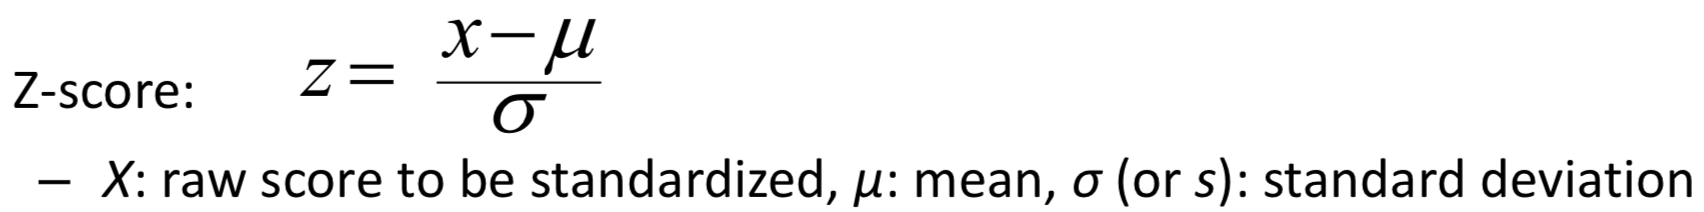 Z-score: z = x − μ / σ
– X: raw score to be standardized, μ: mean, σ (or s): standard deviation